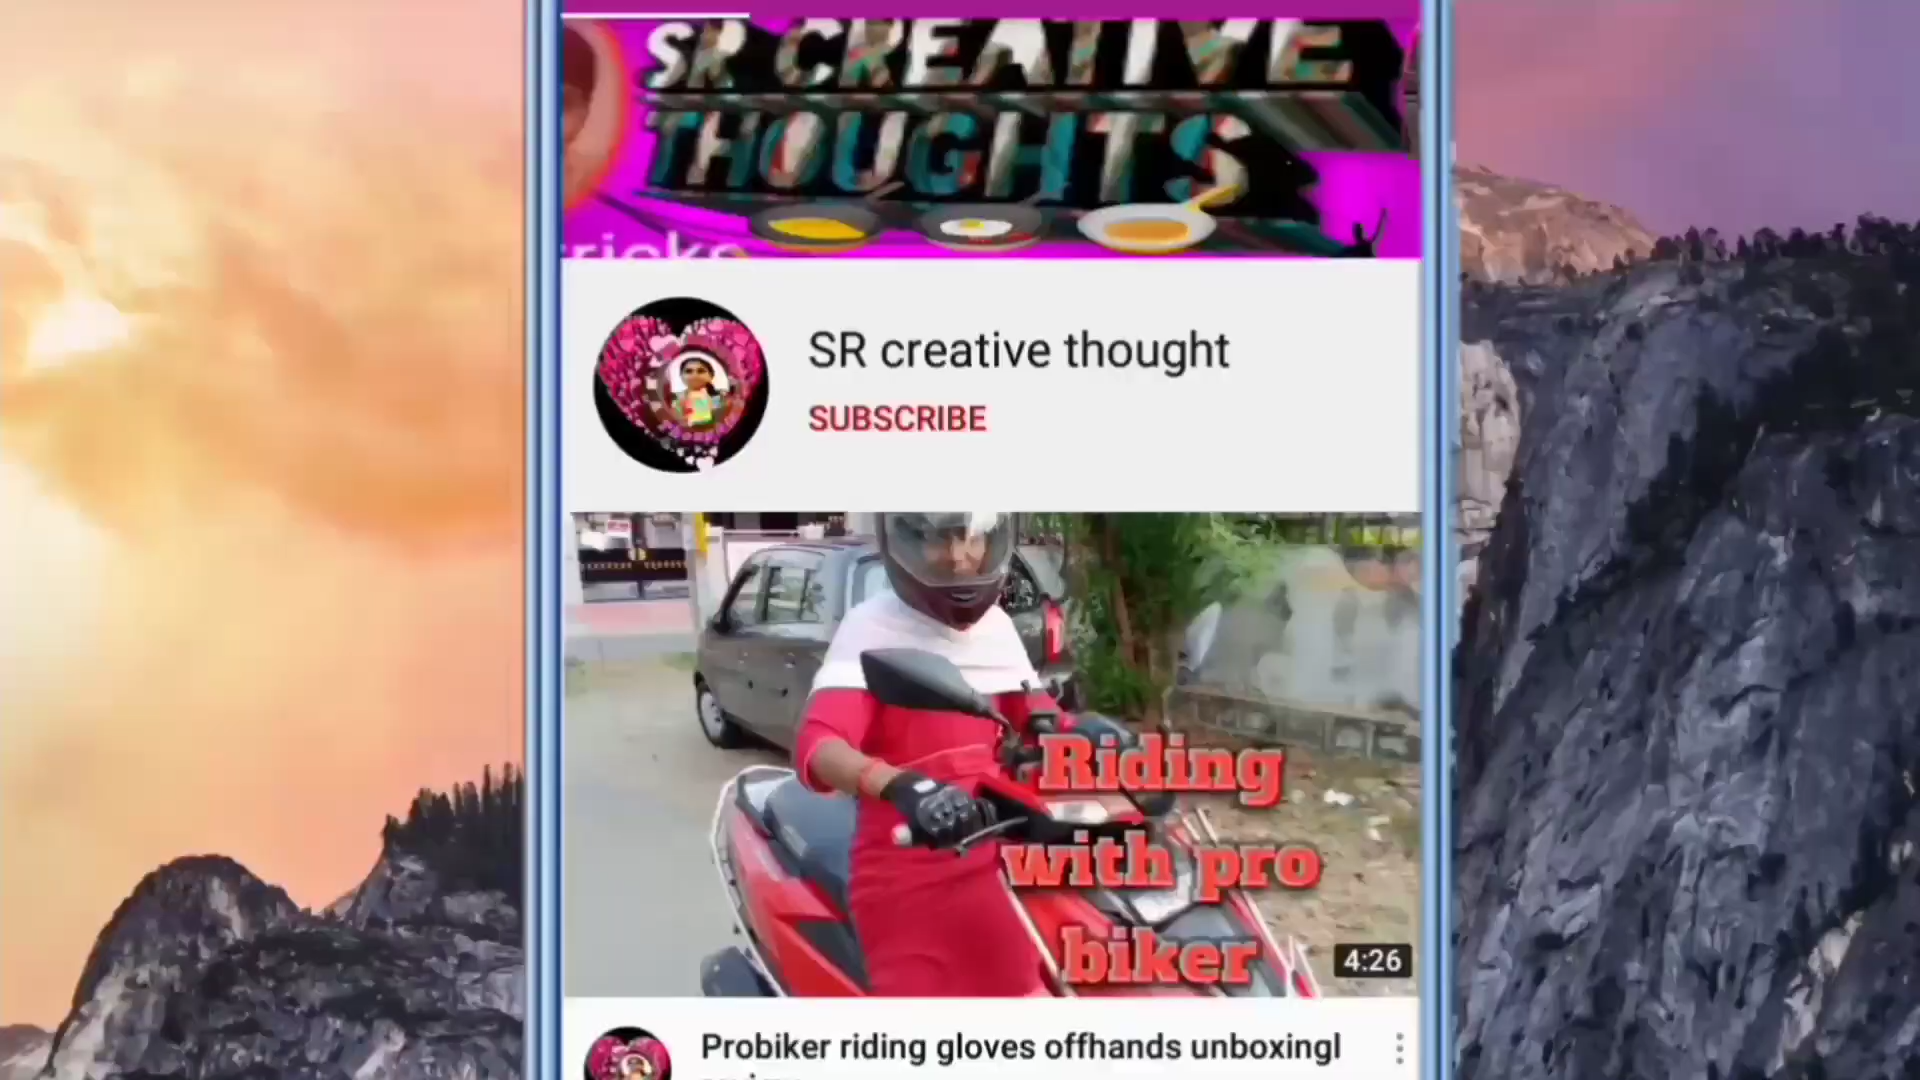 SR CREATIVE
THOUGHTS
SR creative thought
SUBSCRIBE
Riding
with pro
biker
4:26
Probiker riding gloves offhands unboxingl